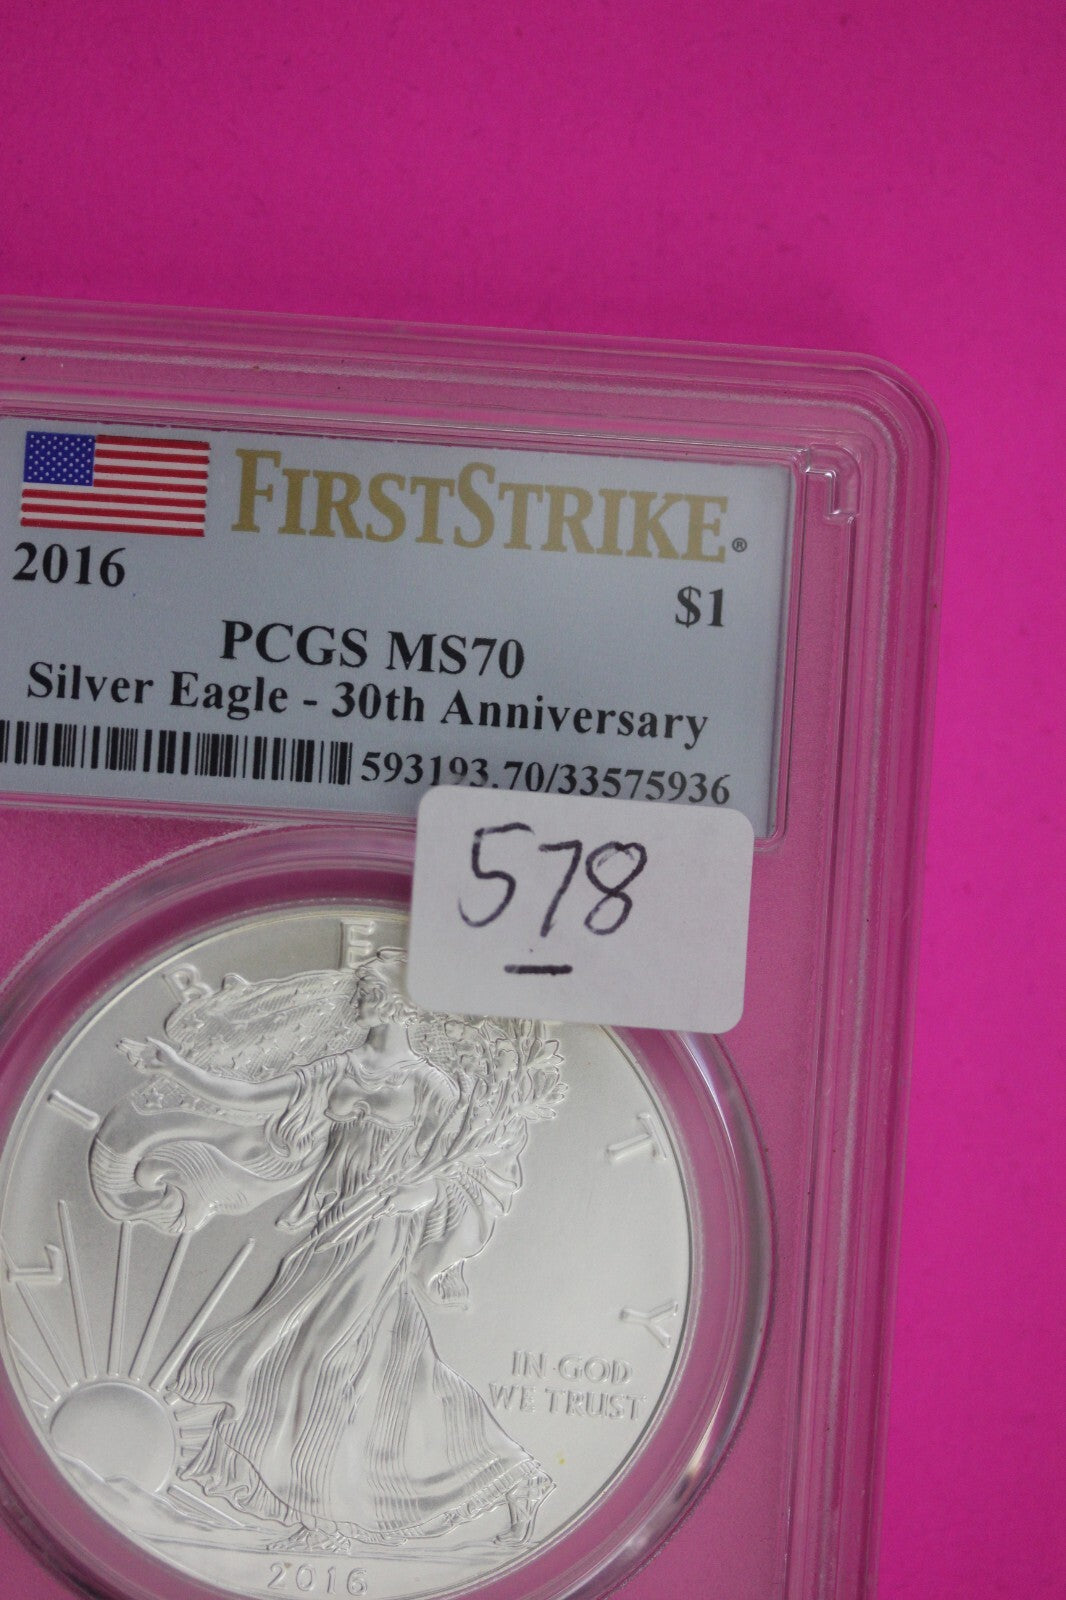 FIRSTSTRIKE®
2016
$1
PCGS MS70
Silver Eagle - 30th Anniversary
593193.70/33575936
578
LIBERTY
IN GOD
WE TRUST
2016